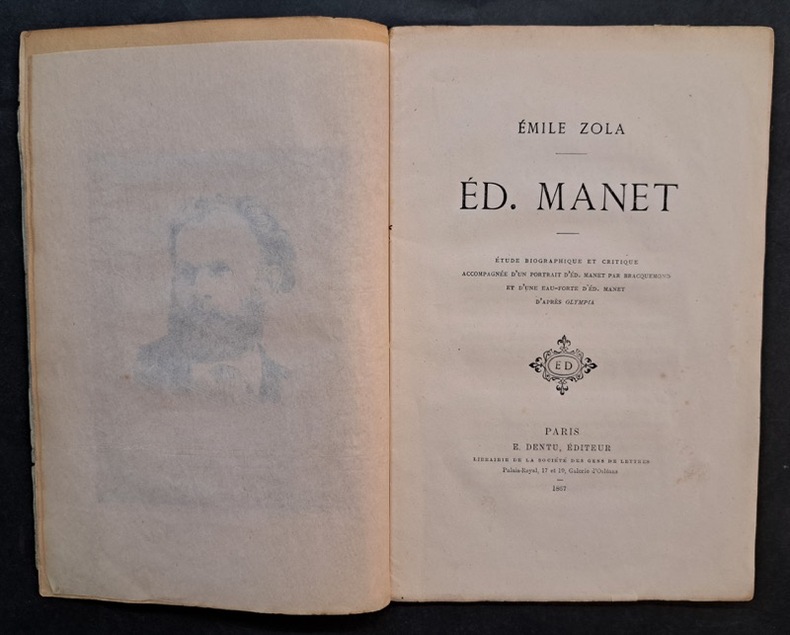 ÉMILE ZOLA
ÉD. MANET
ÉTUDE BIOGRAPHIQUE ET CRITIQUE
ACCOMPAGNÉE D'UN PORTRAIT D'ÉD. MANET PAR BRACQUEMOND
ET D'UNE EAU-FORTE D'ÉD. MANET
D'APRÈS OLYMPIA
ED
PARIS
E. DENTU, ÉDITEUR
LIBRAIRIE DE LA SOCIÉTÉ DES GENS DE LETTRES
Palais-Royal, 17 et 19, Galerie d'Orléans
1867